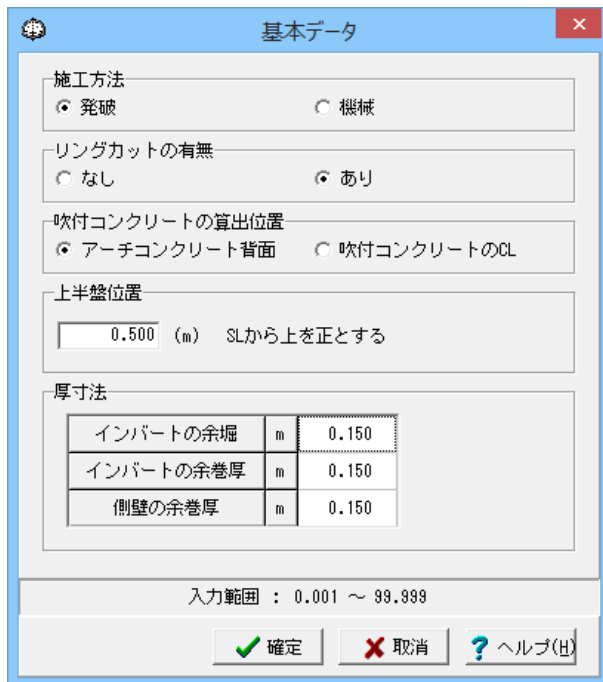 基本データ
施工方法
発破 機械
リングカットの有無
なし あり
吹付コンクリートの算出位置
アーチコンクリート背面 吹付コンクリートのCL
上半盤位置
0.500 (m) SLから上を正とする
厚寸法
インバートの余堀 m 0.150
インバートの余巻厚 m 0.150
側壁の余巻厚 m 0.150
入力範囲 : 0.001 ～ 99.999
確定 取消 ? ヘルプ(H)